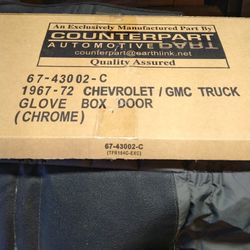 An Exclusively Manufactured Part By
COUNTERPART
AUTOMOTIVE PART
counterpart@earthlink.net
Quality Assured
67-43002-C
1967-72 CHEVROLET/GMC TRUCK
GLOVE BOX DOOR
(CHROME)
67-43002-C